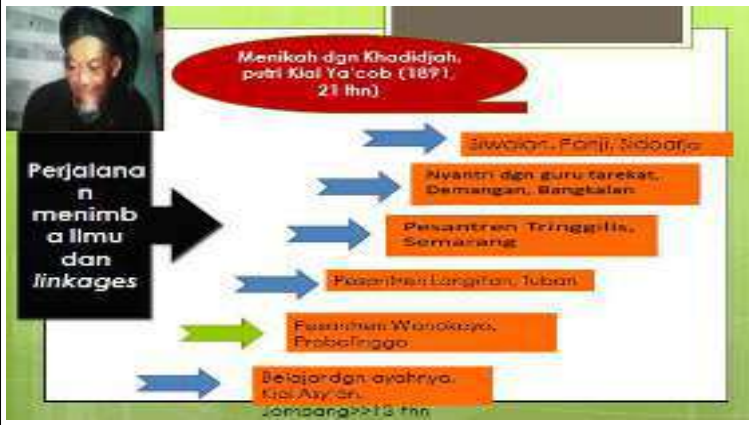 Menikah dgn Khadidjah,
putri Kiai Ya'cob (1891,
21 thn)
Perjalana
n
menimb
a Ilmu
dan
linkages
Siwalan, Panji, Sidoarjo
Nyantri dgn guru tarekat,
Demangan, Bangkalan
Pesantren Tringgilis,
Semarang
Pesantren Langitan, Tuban
Pesantren Wonokoyo,
Probolinggo
Belajar dgn ayahnya,
Kiai Asy'ari,
Jombang>>13 thn